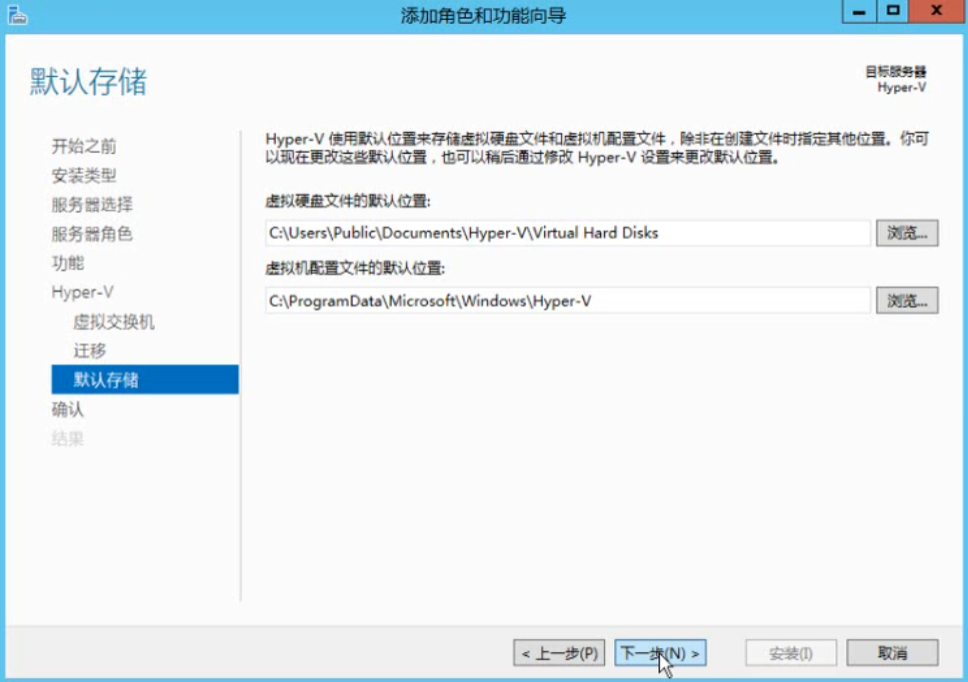 添加角色和功能向导
默认存储
目标服务器
Hyper-V
开始之前
安装类型
服务器选择
服务器角色
功能
Hyper-V
虚拟交换机
迁移
默认存储
确认
结果
Hyper-V 使用默认位置来存储虚拟硬盘文件和虚拟机配置文件，除非在创建文件时指定其他位置。你可
以现在更改这些默认位置，也可以稍后通过修改 Hyper-V 设置来更改默认位置。
虚拟硬盘文件的默认位置:
C:\Users\Public\Documents\Hyper-V\Virtual Hard Disks
浏览...
虚拟机配置文件的默认位置:
C:\ProgramData\Microsoft\Windows\Hyper-V
浏览...
< 上一步(P)
下一步(N) >
安装(I)
取消